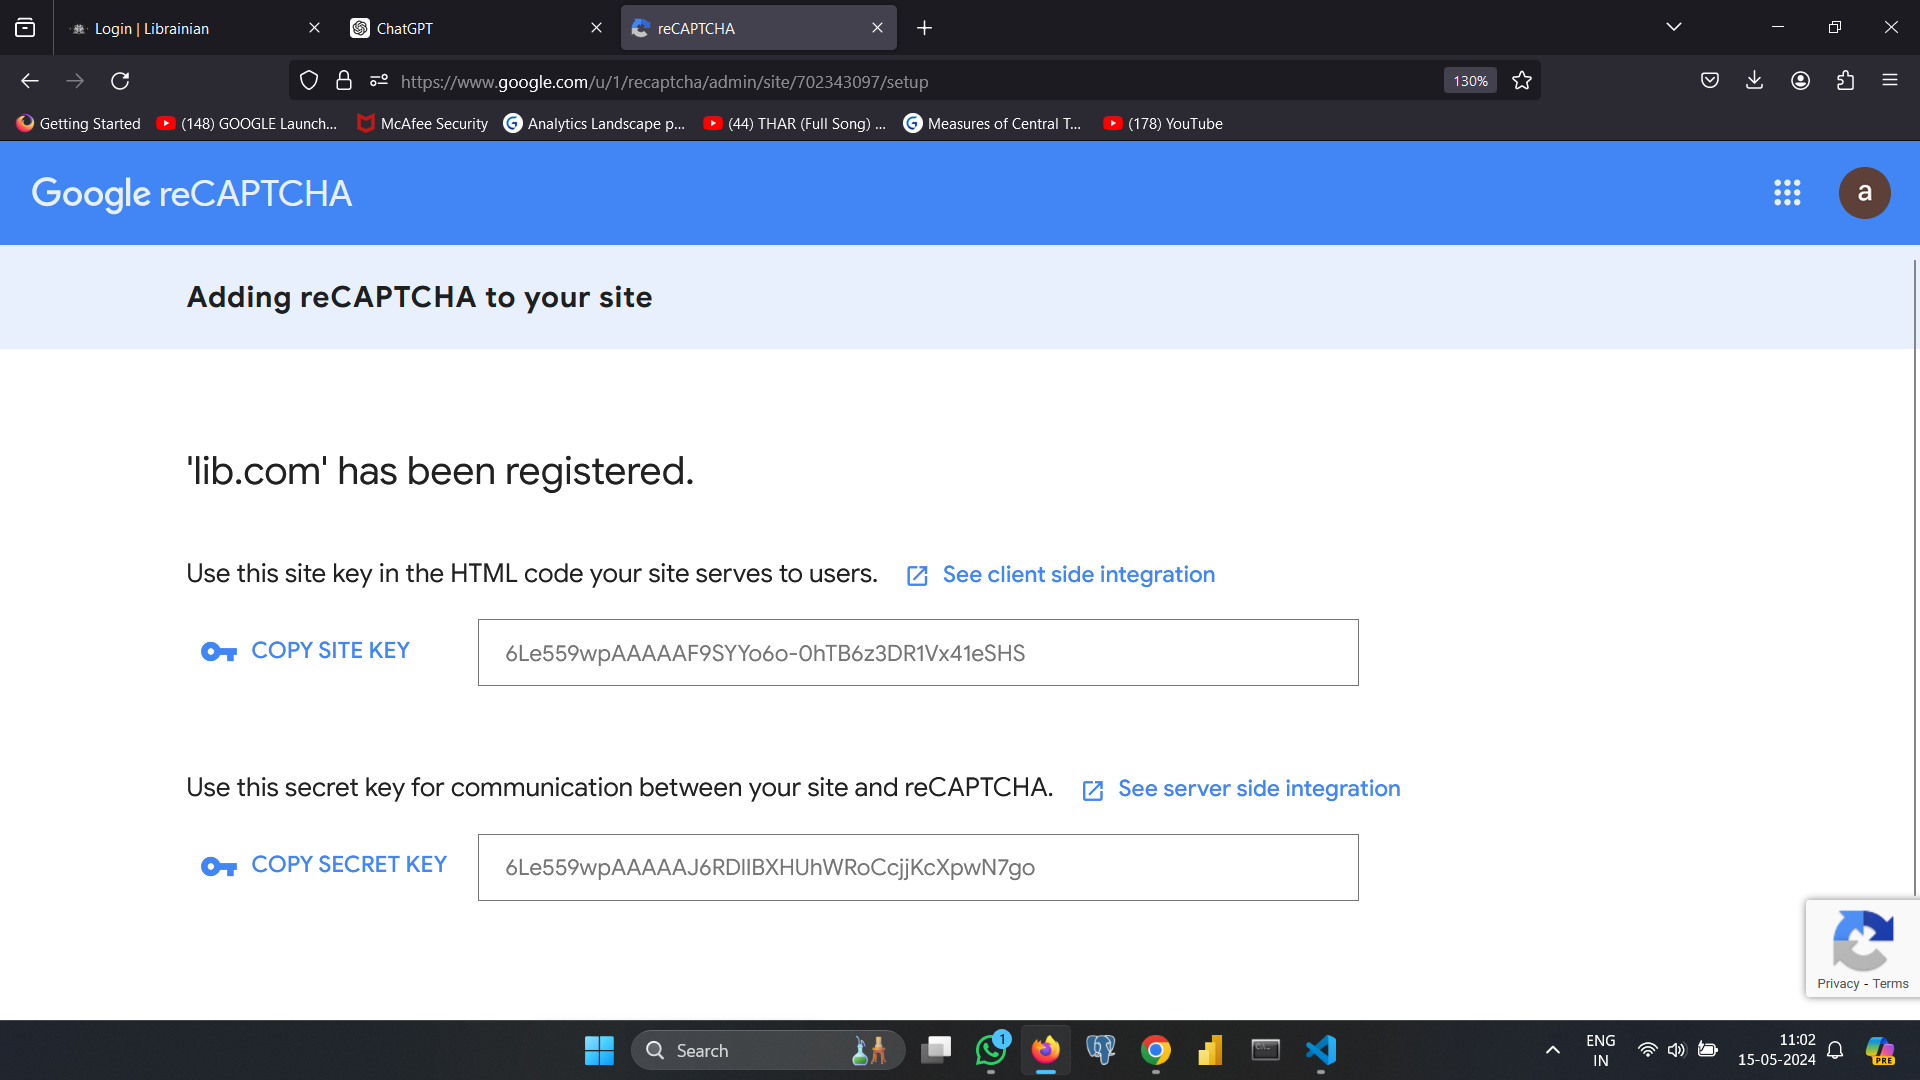 Login | Librainian
ChatGPT
reCAPTCHA
https://www.google.com/u/1/recaptcha/admin/site/702343097/setup
130%
Getting Started
(148) GOOGLE Launch...
McAfee Security
Analytics Landscape p...
(44) THAR (Full Song) ...
Measures of Central T...
(178) YouTube
Google reCAPTCHA
a
Adding reCAPTCHA to your site
'lib.com' has been registered.
Use this site key in the HTML code your site serves to users.
See client side integration
COPY SITE KEY
6Le559wpAAAAAF9SYYo6o-0hTB6z3DR1Vx41eSHS
Use this secret key for communication between your site and reCAPTCHA.
See server side integration
COPY SECRET KEY
6Le559wpAAAAAJ6RDIIBXHUhWRoCcjjKcXpwN7go
Privacy - Terms
Search
1
ENG
IN
11:02
15-05-2024
PRE